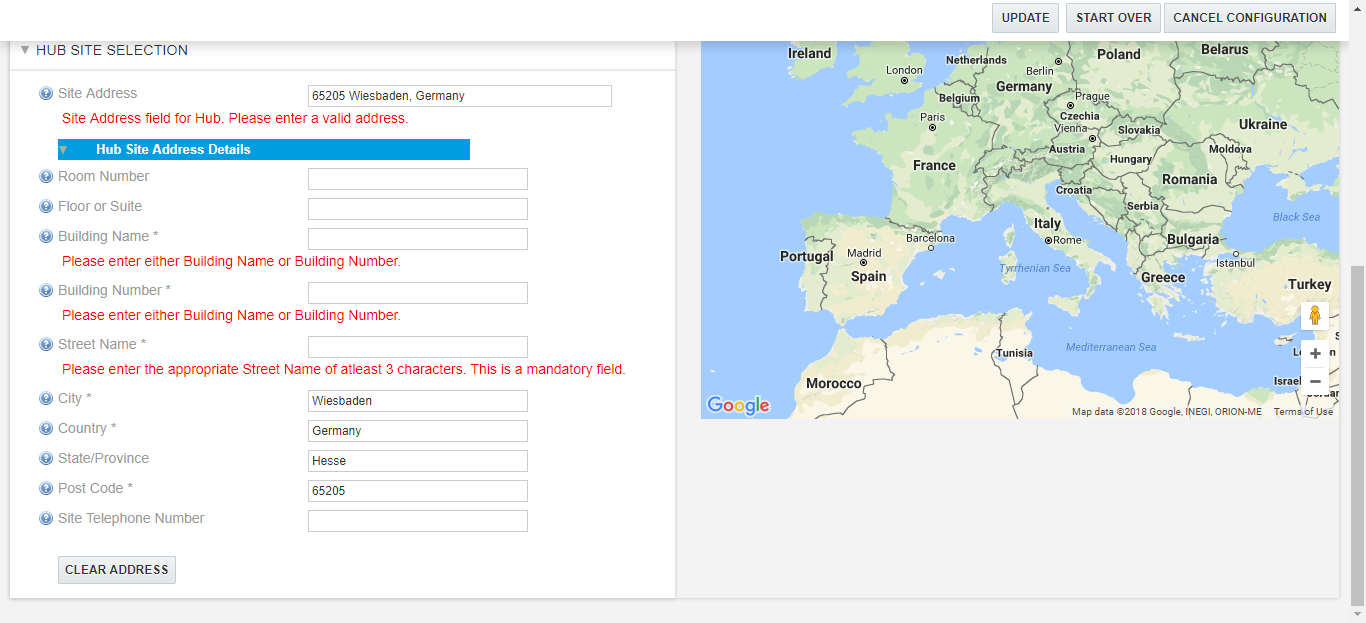 UPDATE START OVER CANCEL CONFIGURATION
HUB SITE SELECTION
Site Address 65205 Wiesbaden, Germany
Site Address field for Hub. Please enter a valid address.
Hub Site Address Details
Room Number
Floor or Suite
Building Name *
Please enter either Building Name or Building Number.
Building Number *
Please enter either Building Name or Building Number.
Street Name *
Please enter the appropriate Street Name of atleast 3 characters. This is a mandatory field.
City * Wiesbaden
Country * Germany
State/Province Hesse
Post Code * 65205
Site Telephone Number
CLEAR ADDRESS
Ireland
Netherlands
Poland
Belarus
London
Berlin
Germany
Belgium
Prague
Paris
Czechia
Ukraine
Vienna
Slovakia
Austria
Moldova
France
Hungary
Romania
Croatia
Serbia
Black Sea
Italy
Barcelona
Rome
Bulgaria
Portugal
Madrid
Istanbul
Tyrrhenian Sea
Spain
Greece
Turkey
Mediterranean Sea
Tunisia
Israel
Morocco
Google
Map data ©2018 Google, INEGI, ORION-ME Terms of Use